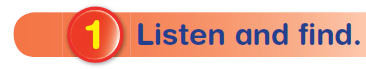 1 Listen and find.